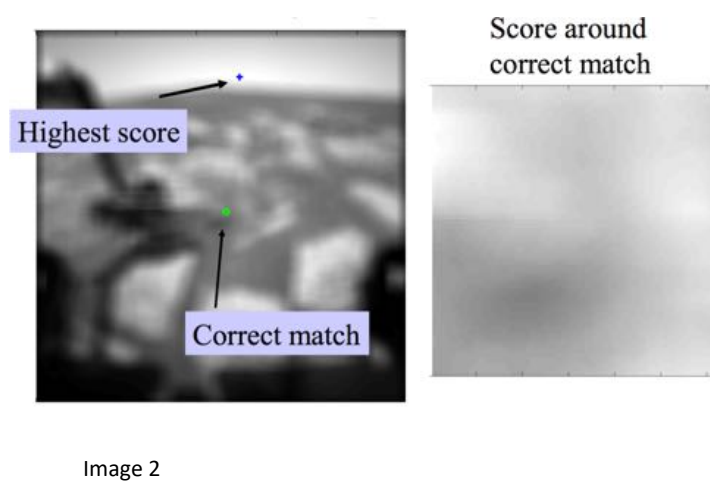 Score around
correct match
Highest score
Correct match
Image 2